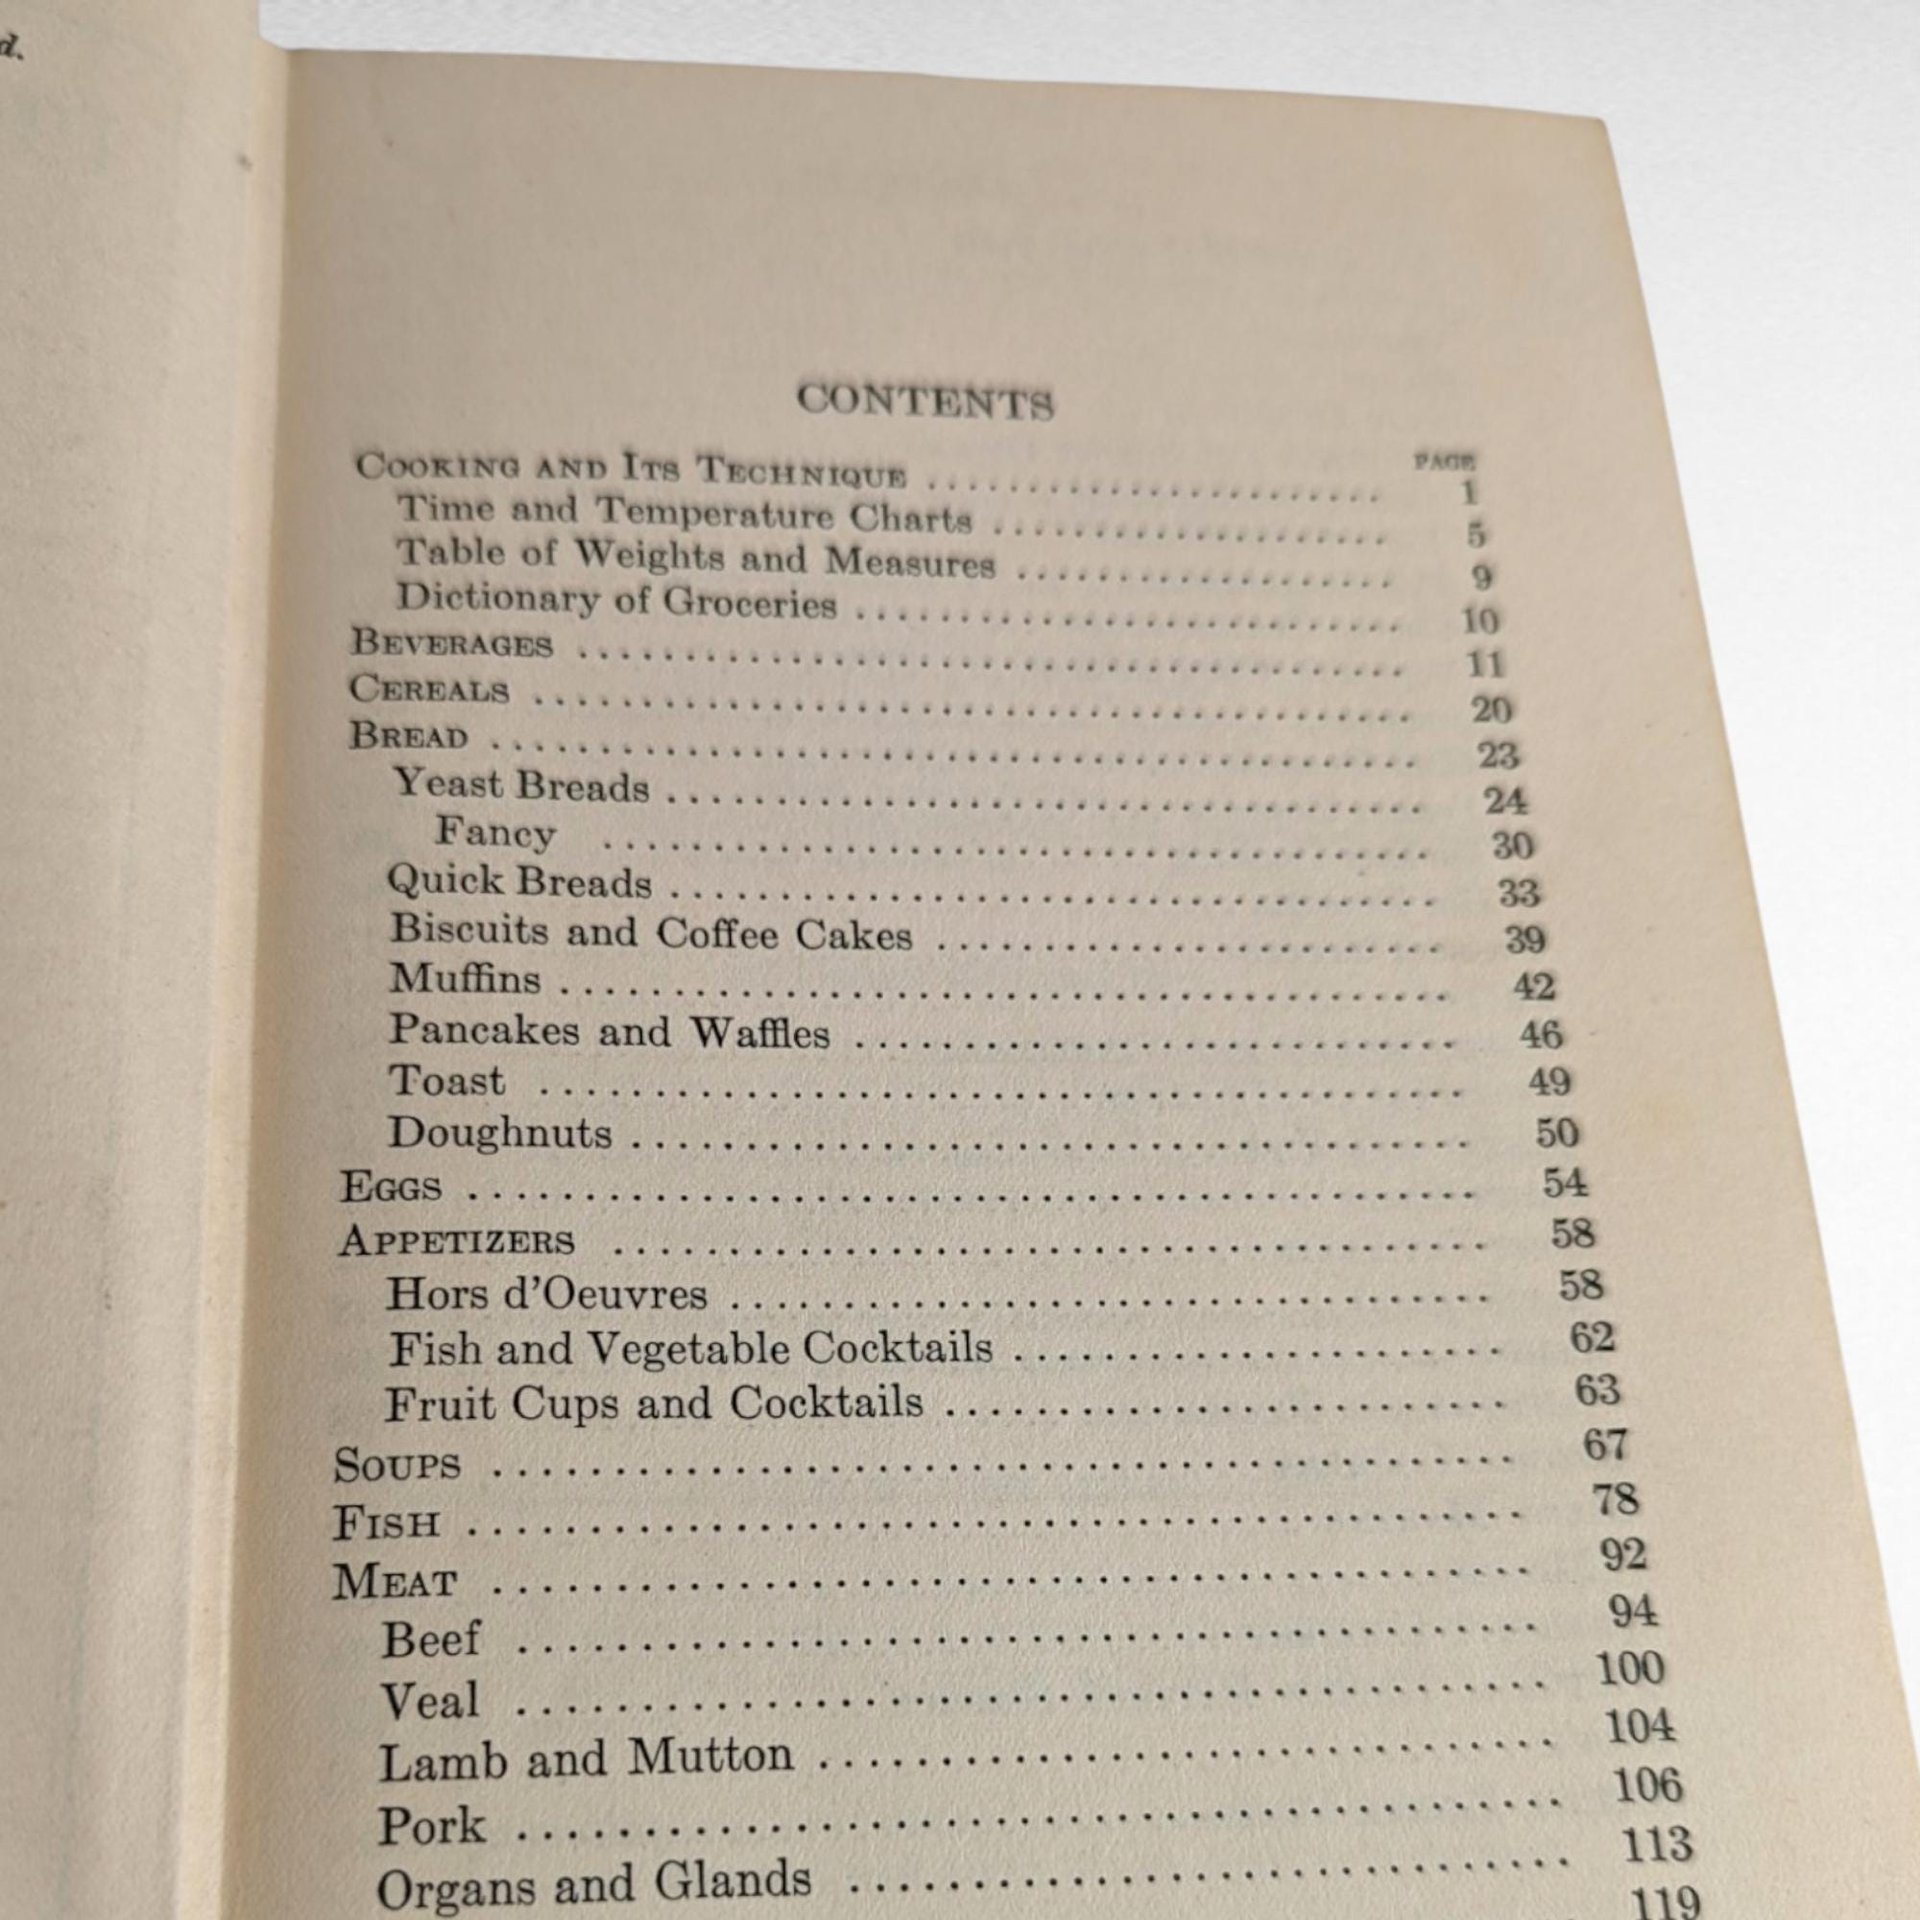 d.
CONTENTS
PAGE
COOKING AND ITS TECHNIQUE ........................ 1
Time and Temperature Charts ..................... 5
Table of Weights and Measures .................. 9
Dictionary of Groceries ............................ 10
BEVERAGES ....................................... 11
CEREALS ......................................... 20
BREAD ........................................... 23
Yeast Breads .................................... 24
Fancy ....................................... 30
Quick Breads .................................... 33
Biscuits and Coffee Cakes ........................ 39
Muffins ......................................... 42
Pancakes and Waffles ............................ 46
Toast ........................................... 49
Doughnuts ...................................... 50
EGGS ............................................ 54
APPETIZERS ...................................... 58
Hors d'Oeuvres .................................. 58
Fish and Vegetable Cocktails ...................... 62
Fruit Cups and Cocktails ......................... 63
SOUPS ........................................... 67
FISH ............................................ 78
MEAT ............................................ 92
Beef ............................................ 94
Veal ............................................ 100
Lamb and Mutton ............................... 104
Pork ............................................ 106
Organs and Glands .............................. 113
119